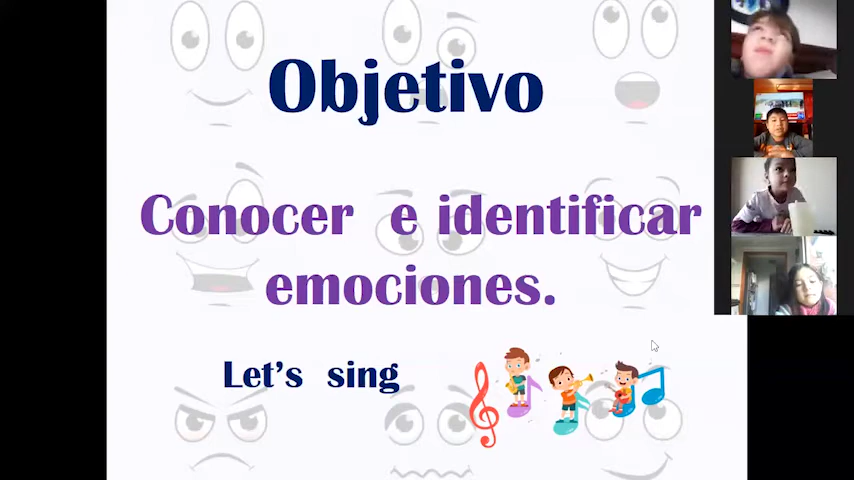 Objetivo
Conocer e identificar
emociones.
Let's sing